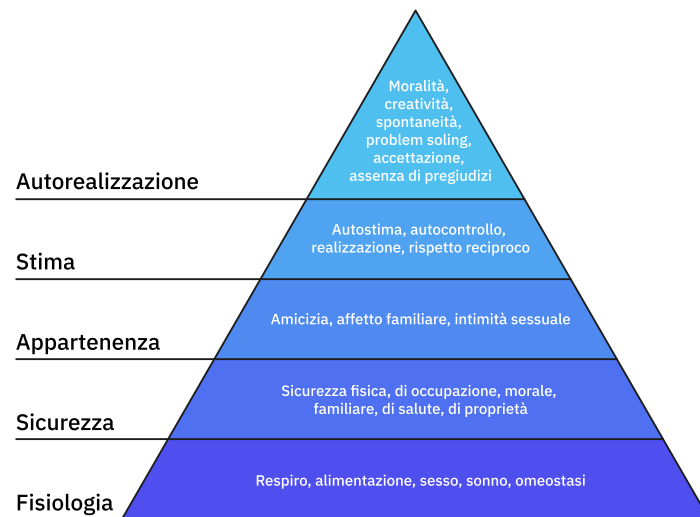 Moralità,
creatività,
spontaneità,
problem soling,
accettazione,
assenza di pregiudizi
Autorealizzazione
Autostima, autocontrollo,
realizzazione, rispetto reciproco
Stima
Amicizia, affetto familiare, intimità sessuale
Appartenenza
Sicurezza fisica, di occupazione, morale,
familiare, di salute, di proprietà
Sicurezza
Respiro, alimentazione, sesso, sonno, omeostasi
Fisiologia